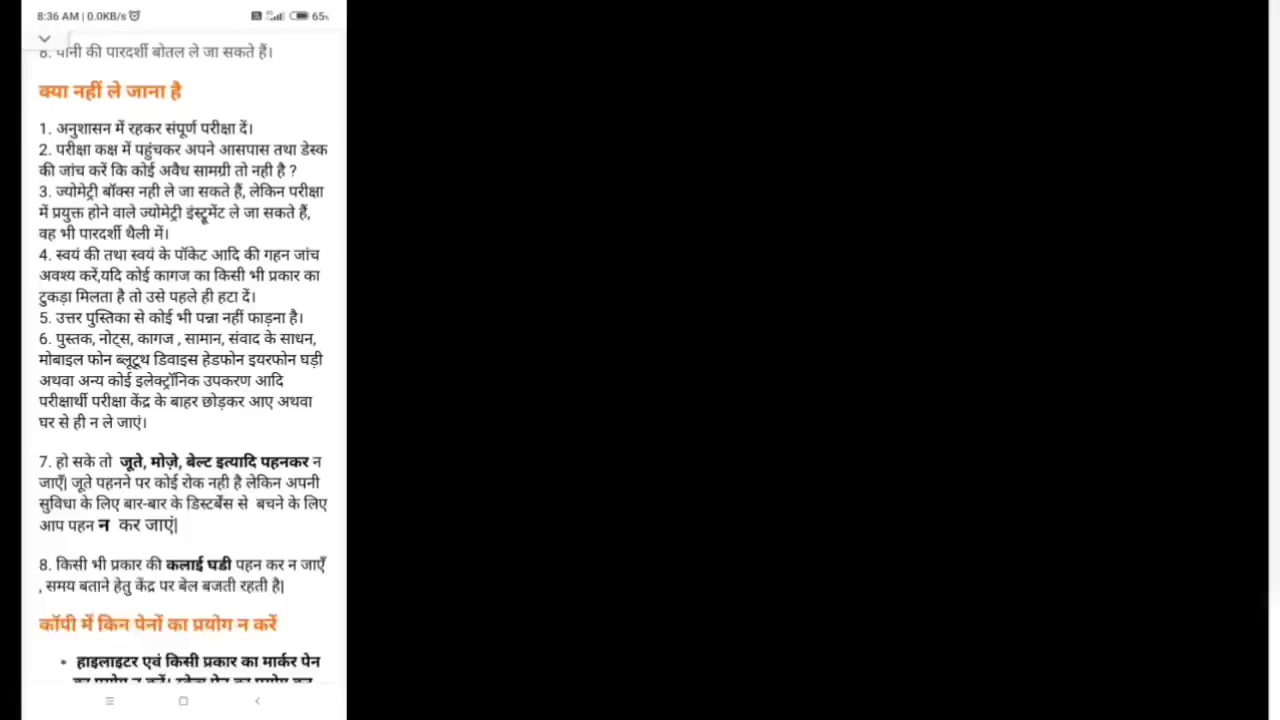 8:36 AM | 0.0KB/s
65
8. पानी की पारदर्शी बोतल ले जा सकते हैं।
क्या नहीं ले जाना है
1. अनुशासन में रहकर संपूर्ण परीक्षा दें।
2. परीक्षा कक्ष में पहुंचकर अपने आसपास तथा डेस्क
की जांच करें कि कोई अवैध सामग्री तो नही है ?
3. ज्योमेट्री बॉक्स नही ले जा सकते हैं, लेकिन परीक्षा
में प्रयुक्त होने वाले ज्योमेट्री इंस्ट्रूमेंट ले जा सकते हैं,
वह भी पारदर्शी थैली में।
4. स्वयं की तथा स्वयं के पॉकेट आदि की गहन जांच
अवश्य करें,यदि कोई कागज का किसी भी प्रकार का
टुकड़ा मिलता है तो उसे पहले ही हटा दें।
5. उत्तर पुस्तिका से कोई भी पन्ना नहीं फाड़ना है।
6. पुस्तक, नोट्स, कागज , सामान, संवाद के साधन,
मोबाइल फोन ब्लूटूथ डिवाइस हेडफोन इयरफोन घड़ी
अथवा अन्य कोई इलेक्ट्रॉनिक उपकरण आदि
परीक्षार्थी परीक्षा केंद्र के बाहर छोड़कर आए अथवा
घर से ही न ले जाएं।
7. हो सके तो जूते, मोज़े, बेल्ट इत्यादि पहनकर न
जाएँ| जूते पहनने पर कोई रोक नही है लेकिन अपनी
सुविधा के लिए बार-बार के डिस्टर्बेंस से बचने के लिए
आप पहन न कर जाएं|
8. किसी भी प्रकार की कलाई घडी पहन कर न जाएँ
, समय बताने हेतु केंद्र पर बेल बजती रहती है|
कॉपी में किन पेनों का प्रयोग न करें
• हाइलाइटर एवं किसी प्रकार का मार्कर पेन